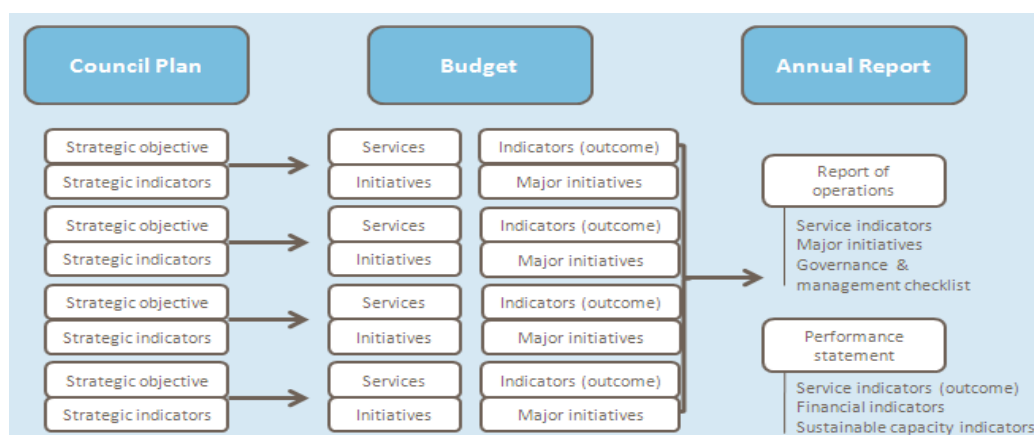 Council Plan
Budget
Annual Report
Strategic objective
Strategic indicators
Services
Initiatives
Indicators (outcome)
Major initiatives
Strategic objective
Strategic indicators
Services
Initiatives
Indicators (outcome)
Major initiatives
Strategic objective
Strategic indicators
Services
Initiatives
Indicators (outcome)
Major initiatives
Strategic objective
Strategic indicators
Services
Initiatives
Indicators (outcome)
Major initiatives
Report of
operations
Service indicators
Major initiatives
Governance &
management checklist
Performance
statement
Service indicators (outcome)
Financial indicators
Sustainable capacity indicators